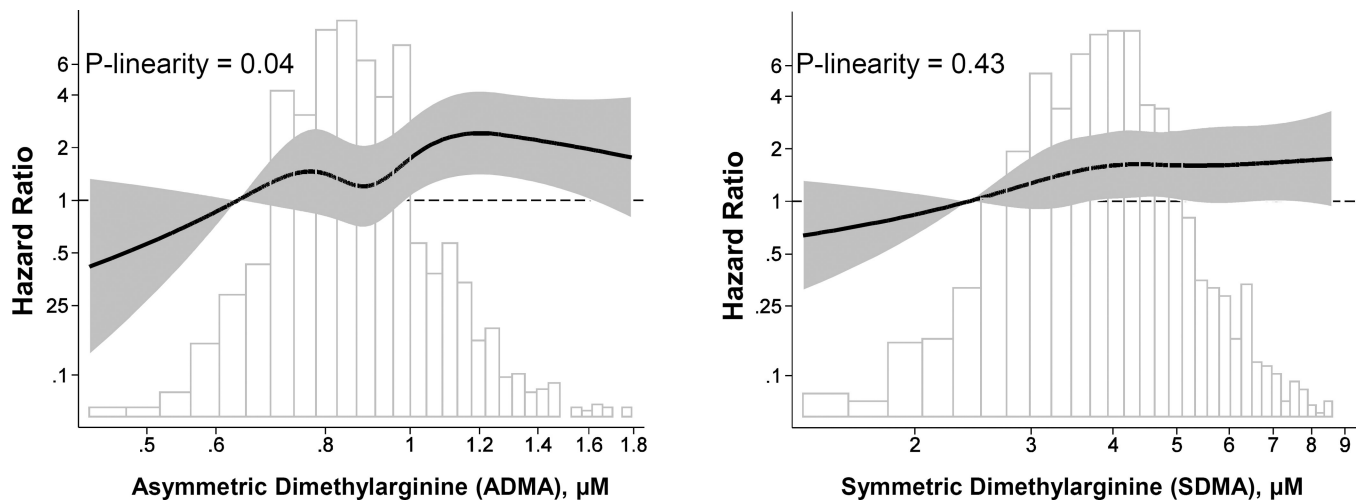 P-linearity = 0.04
Hazard Ratio
6
4
2
1
.5
.25
.1
.5 .6 .8 1 1.2 1.4 1.6 1.8
Asymmetric Dimethylarginine (ADMA), µM
P-linearity = 0.43
Hazard Ratio
6
4
2
1
.5
.25
.1
2 3 4 5 6 7 8 9
Symmetric Dimethylarginine (SDMA), µM